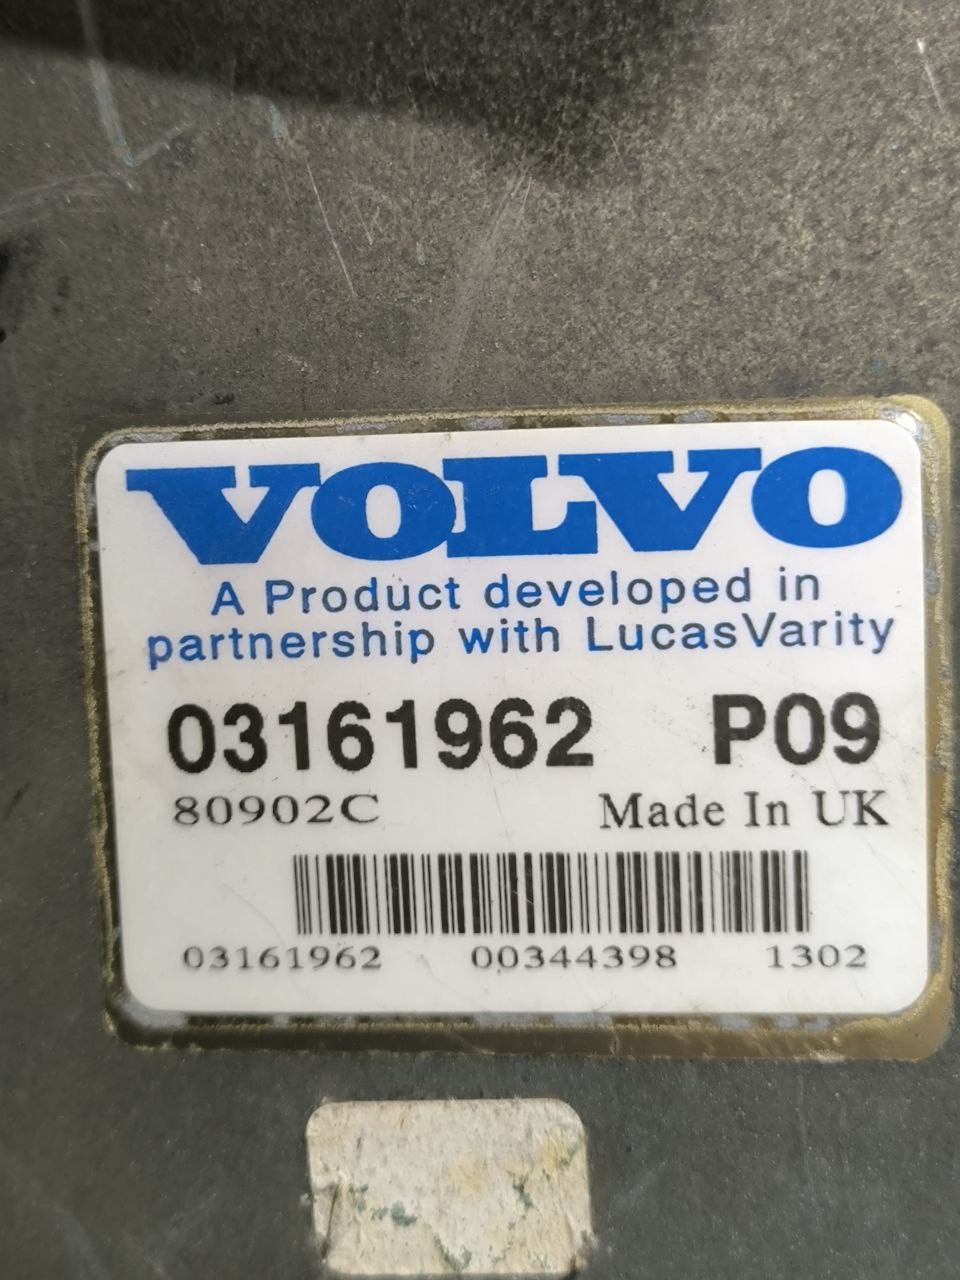 VOLVO
A Product developed in
partnership with LucasVarity
03161962 P09
80902C Made In UK
03161962 00344398 1302